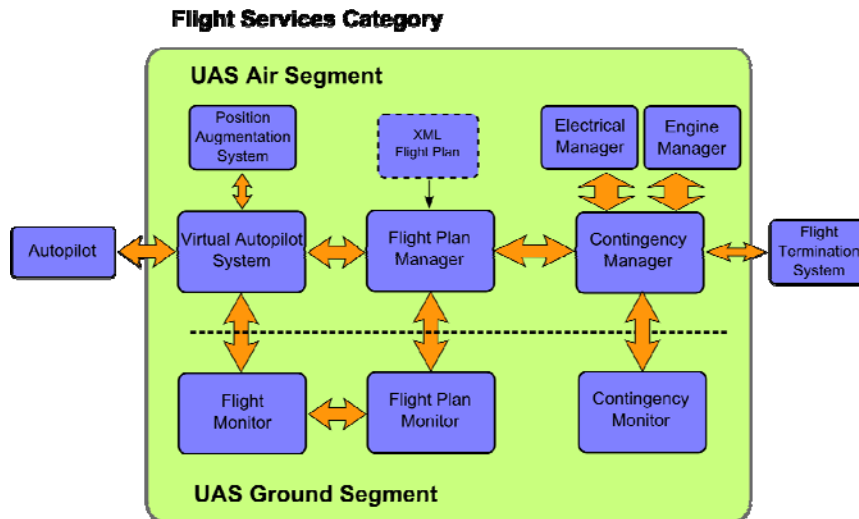 Flight Services Category
UAS Air Segment
Position
Augmentation
System
XML
Flight Plan
Electrical
Manager
Engine
Manager
Autopilot
Virtual Autopilot
System
Flight Plan
Manager
Contingency
Manager
Flight
Termination
System
Flight
Monitor
Flight Plan
Monitor
Contingency
Monitor
UAS Ground Segment